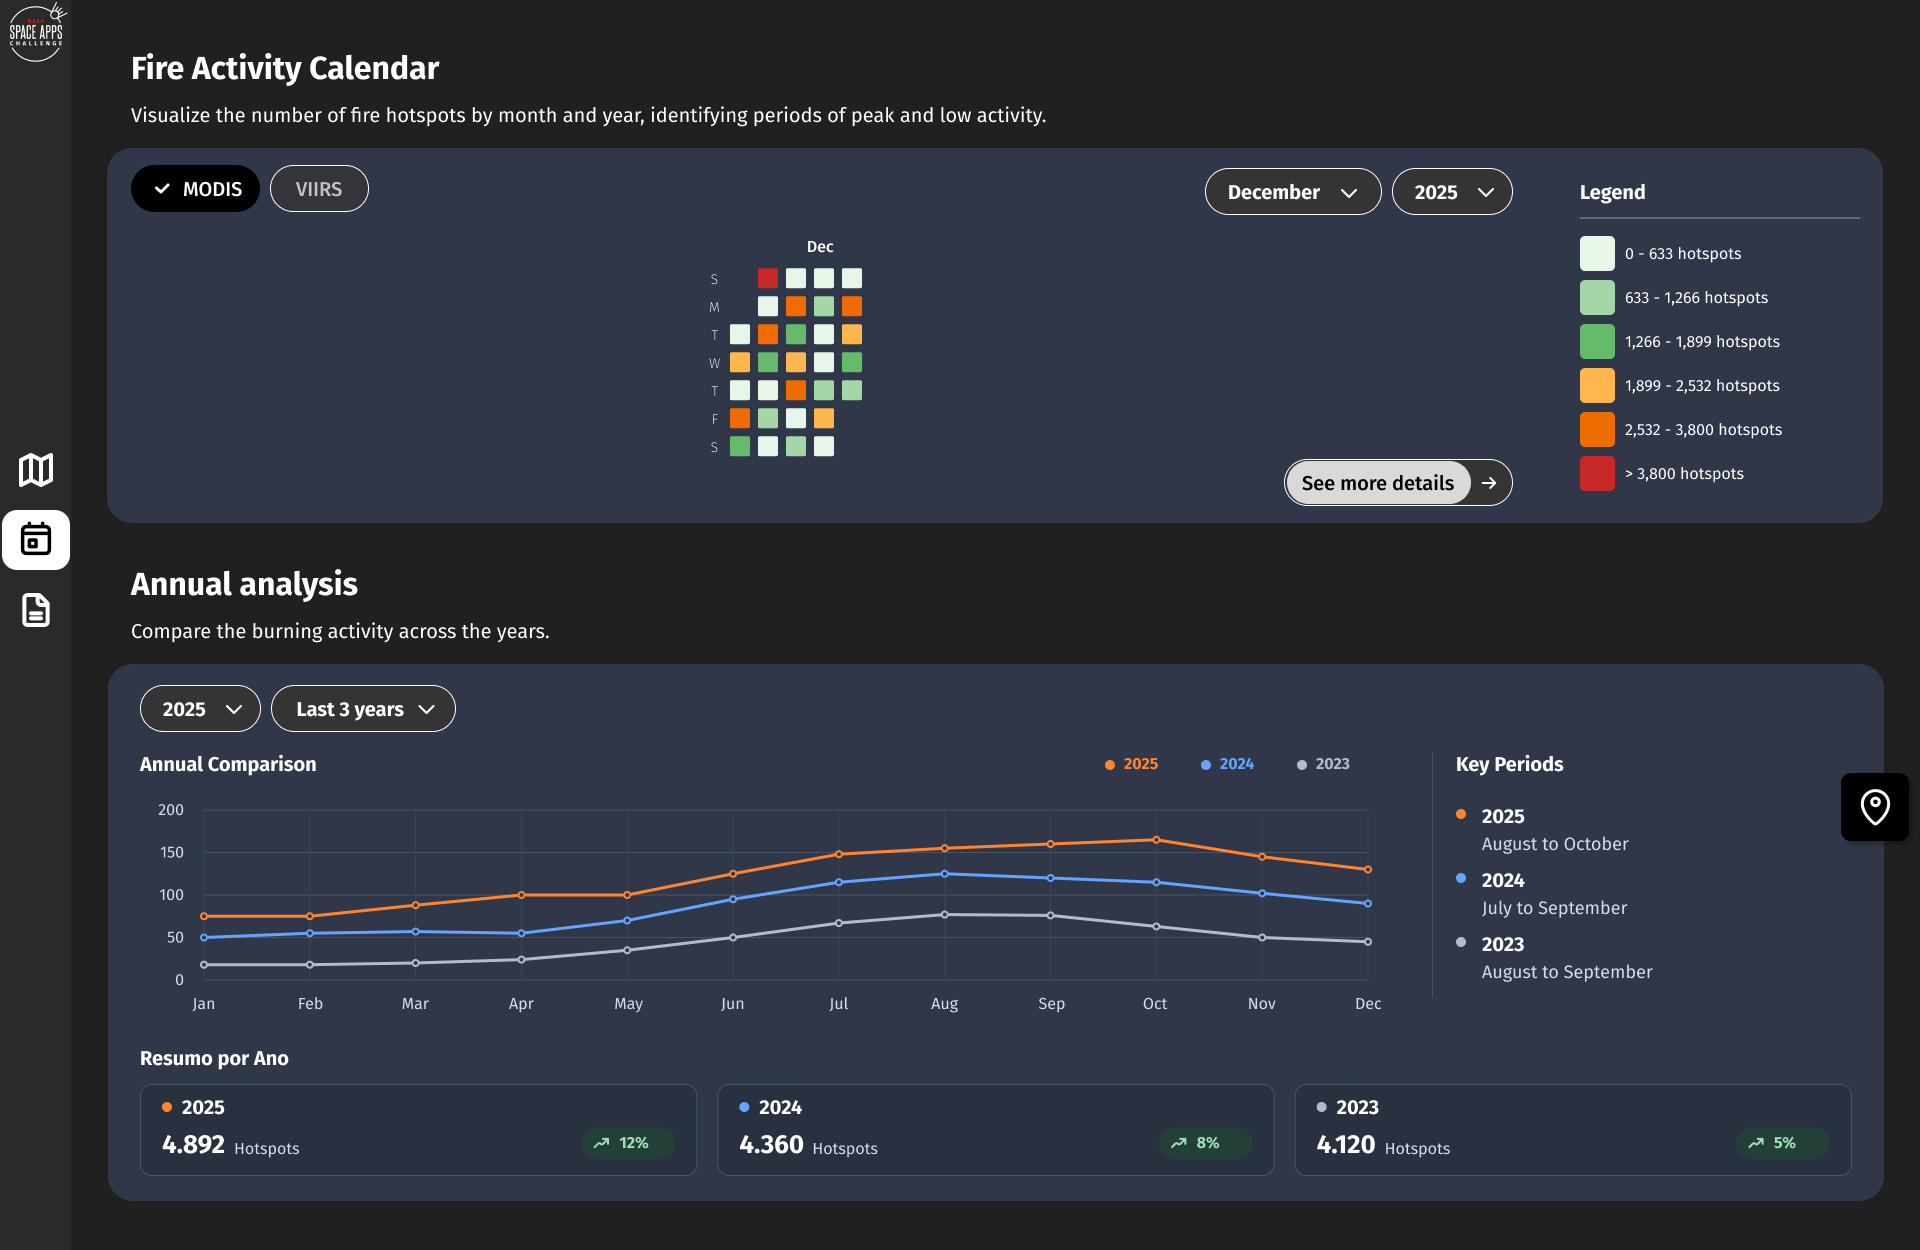 NASA
SPACE APPS
CHALLENGE
Fire Activity Calendar
Visualize the number of fire hotspots by month and year, identifying periods of peak and low activity.
MODIS
VIIRS
December
2025
Dec
S
M
T
W
T
F
S
See more details
Legend
0 - 633 hotspots
633 - 1,266 hotspots
1,266 - 1,899 hotspots
1,899 - 2,532 hotspots
2,532 - 3,800 hotspots
> 3,800 hotspots
Annual analysis
Compare the burning activity across the years.
2025
Last 3 years
Annual Comparison
2025
2024
2023
200
150
100
50
0
Jan Feb Mar Apr May Jun Jul Aug Sep Oct Nov Dec
Key Periods
2025
August to October
2024
July to September
2023
August to September
Resumo por Ano
2025
4.892 Hotspots
12%
2024
4.360 Hotspots
8%
2023
4.120 Hotspots
5%